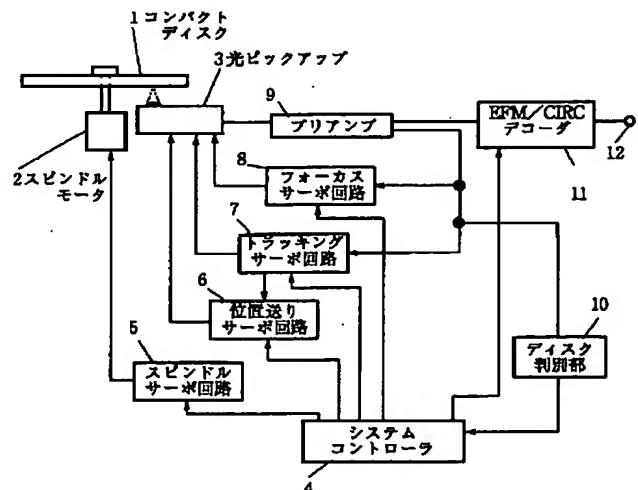 1コンパクト
ディスク
3光ピックアップ
9
プリアンプ
EFM/CIRC
デコーダ
12
11
2スピンドル
モータ
8
フォーカス
サーボ回路
7
トラッキング
サーボ回路
6
位置送り
サーボ回路
5
スピンドル
サーボ回路
10
ディスク
判別部
システム
コントローラ
4